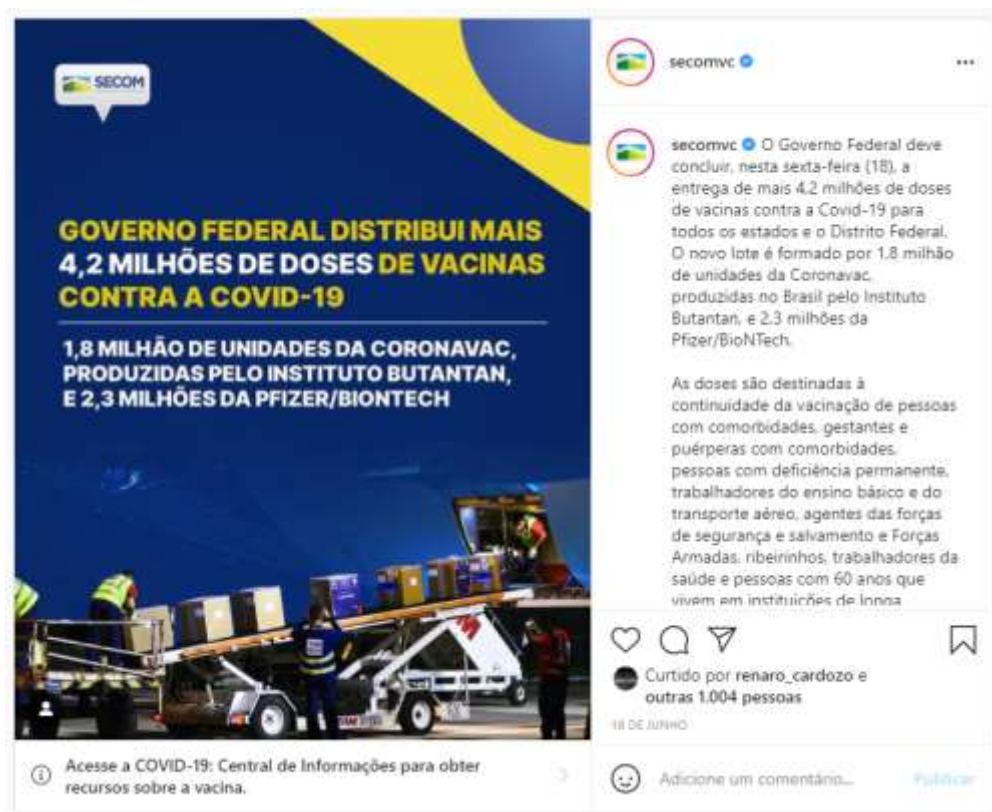 SECOM
GOVERNO FEDERAL DISTRIBUI MAIS
4,2 MILHÕES DE DOSES DE VACINAS
CONTRA A COVID-19
1,8 MILHÃO DE UNIDADES DA CORONAVAC,
PRODUZIDAS PELO INSTITUTO BUTANTAN,
E 2,3 MILHÕES DA PFIZER/BIONTECH
Acesse a COVID-19: Central de Informações para obter
recursos sobre a vacina.
secomvc
secomvc O Governo Federal deve
concluir, nesta sexta-feira (18), a
entrega de mais 4,2 milhões de doses
de vacinas contra a Covid-19 para
todos os estados e o Distrito Federal.
O novo lote é formado por 1,8 milhão
de unidades da Coronavac,
produzidas no Brasil pelo Instituto
Butantan, e 2,3 milhões da
Pfizer/BioNTech.
As doses são destinadas à
continuidade da vacinação de pessoas
com comorbidades, gestantes e
puérperas com comorbidades,
pessoas com deficiência permanente,
trabalhadores do ensino básico e do
transporte aéreo, agentes das forças
de segurança e salvamento e Forças
Armadas, ribeirinhos, trabalhadores da
saúde e pessoas com 60 anos que
vivem em instituições de longa
Curtido por renaro_cardozo e
outras 1.004 pessoas
18 DE JUNHO
Adicione um comentário...
Publicar